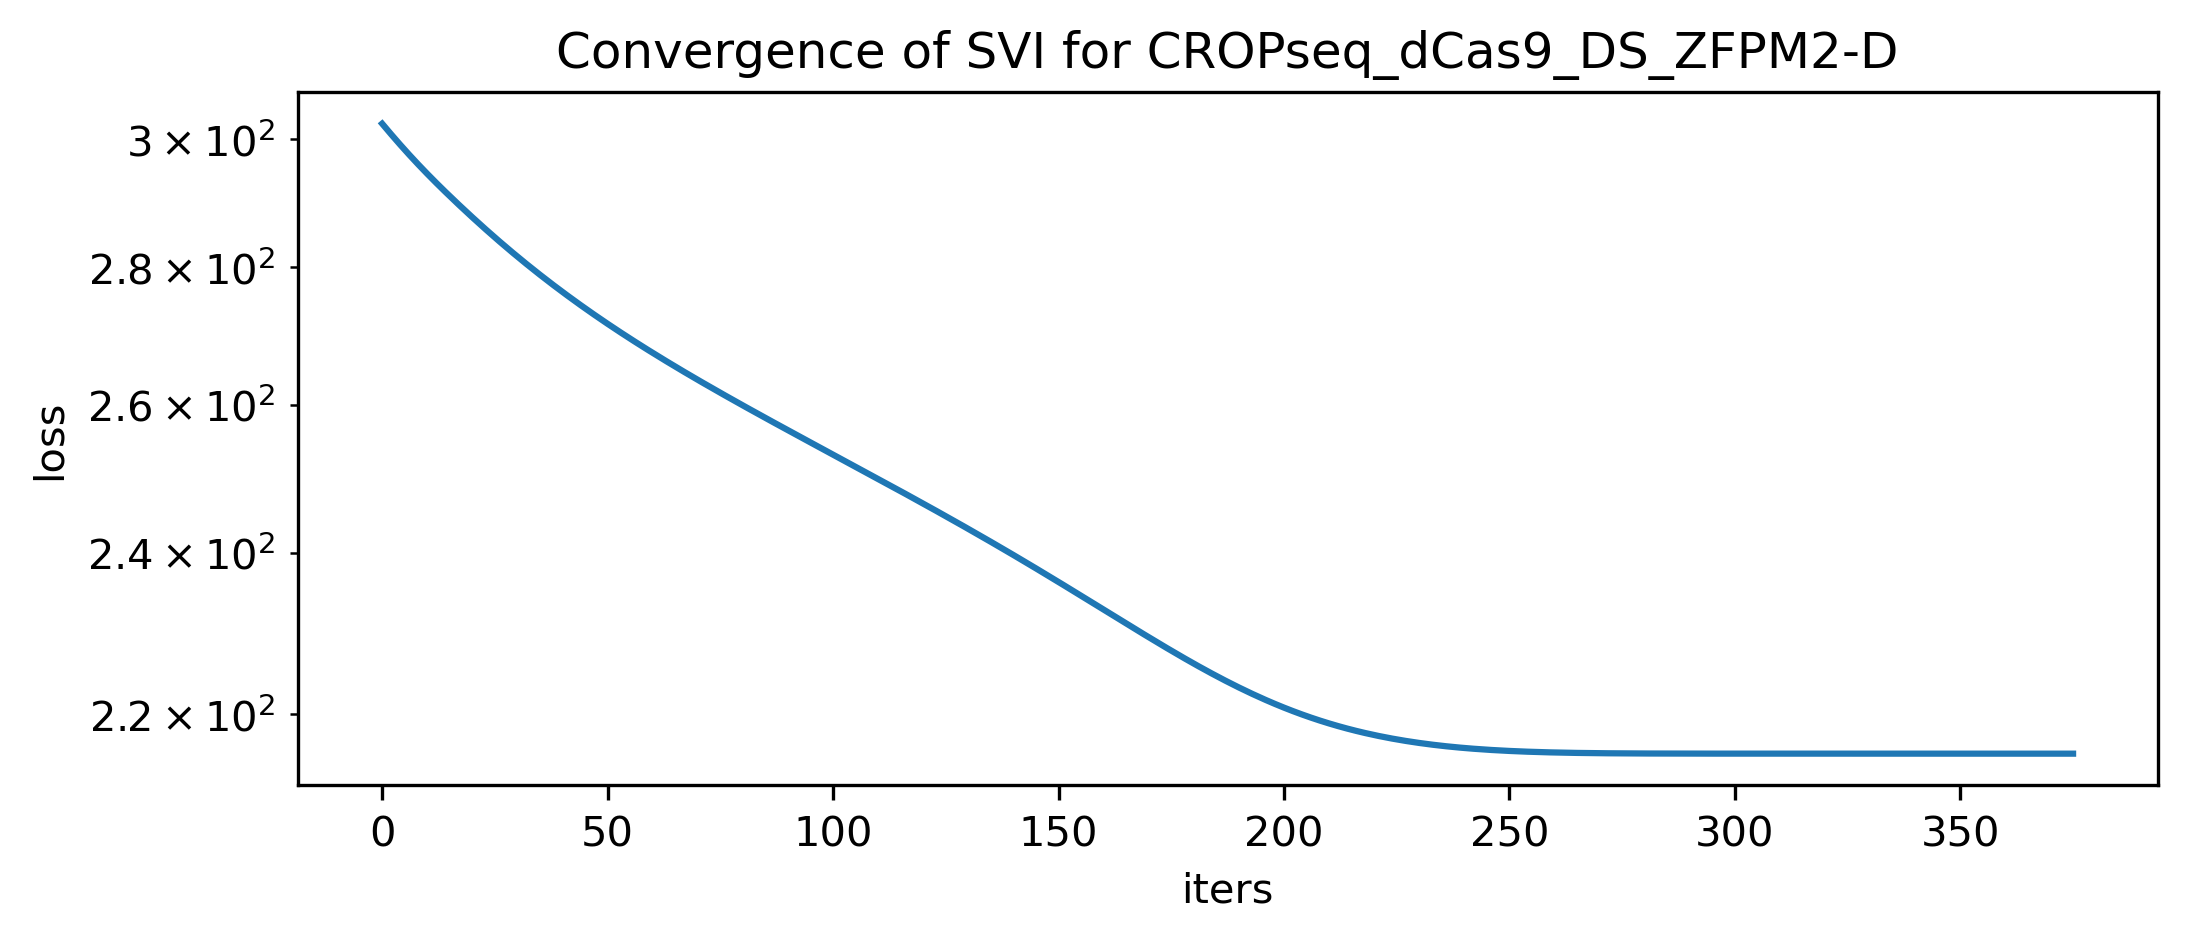 Convergence of SVI for CROPseq_dCas9_DS_ZFPM2-D
3 × 10²
2.8 × 10²
2.6 × 10²
2.4 × 10²
2.2 × 10²
loss
0 50 100 150 200 250 300 350
iters